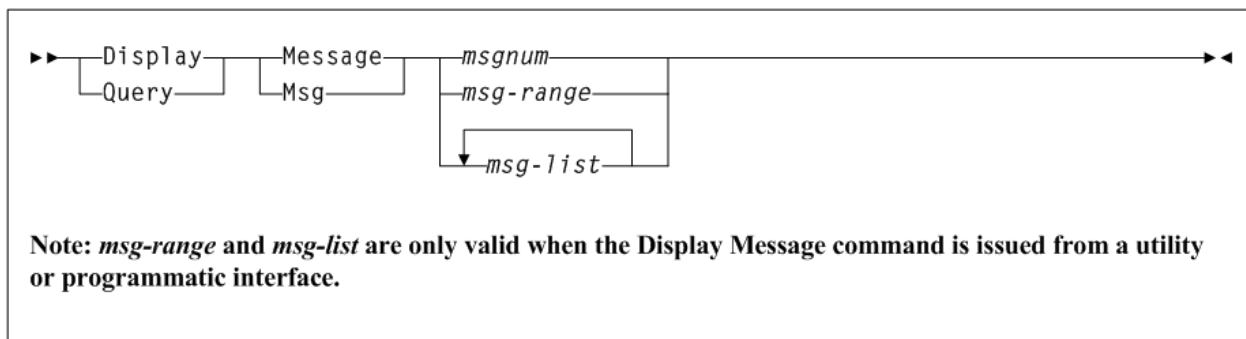 Display Message msgnum
Query Msg msg-range
msg-list
Note: msg-range and msg-list are only valid when the Display Message command is issued from a utility
or programmatic interface.